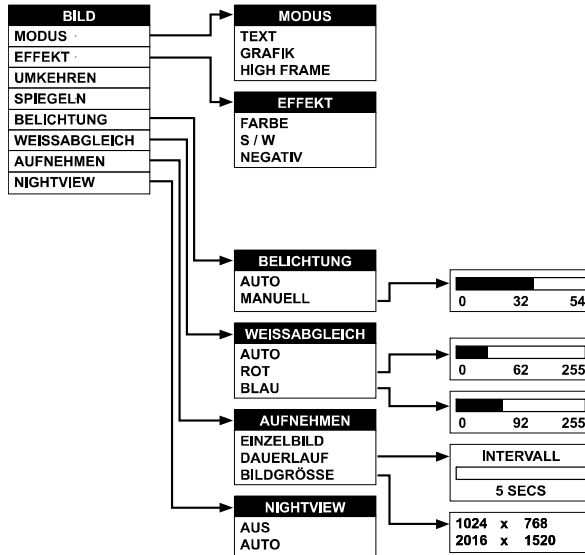 BILD
MODUS
EFFEKT
UMKEHREN
SPIEGELN
BELICHTUNG
WEISSABGLEICH
AUFNEHMEN
NIGHTVIEW
MODUS
TEXT
GRAFIK
HIGH FRAME
EFFEKT
FARBE
S / W
NEGATIV
BELICHTUNG
AUTO
MANUELL
0 32 54
WEISSABGLEICH
AUTO
ROT
BLAU
0 62 255
0 92 255
AUFNEHMEN
EINZELBILD
DAUERLAUF
BILDGRÖSSE
INTERVALL
5 SECS
1024 x 768
2016 x 1520
NIGHTVIEW
AUS
AUTO